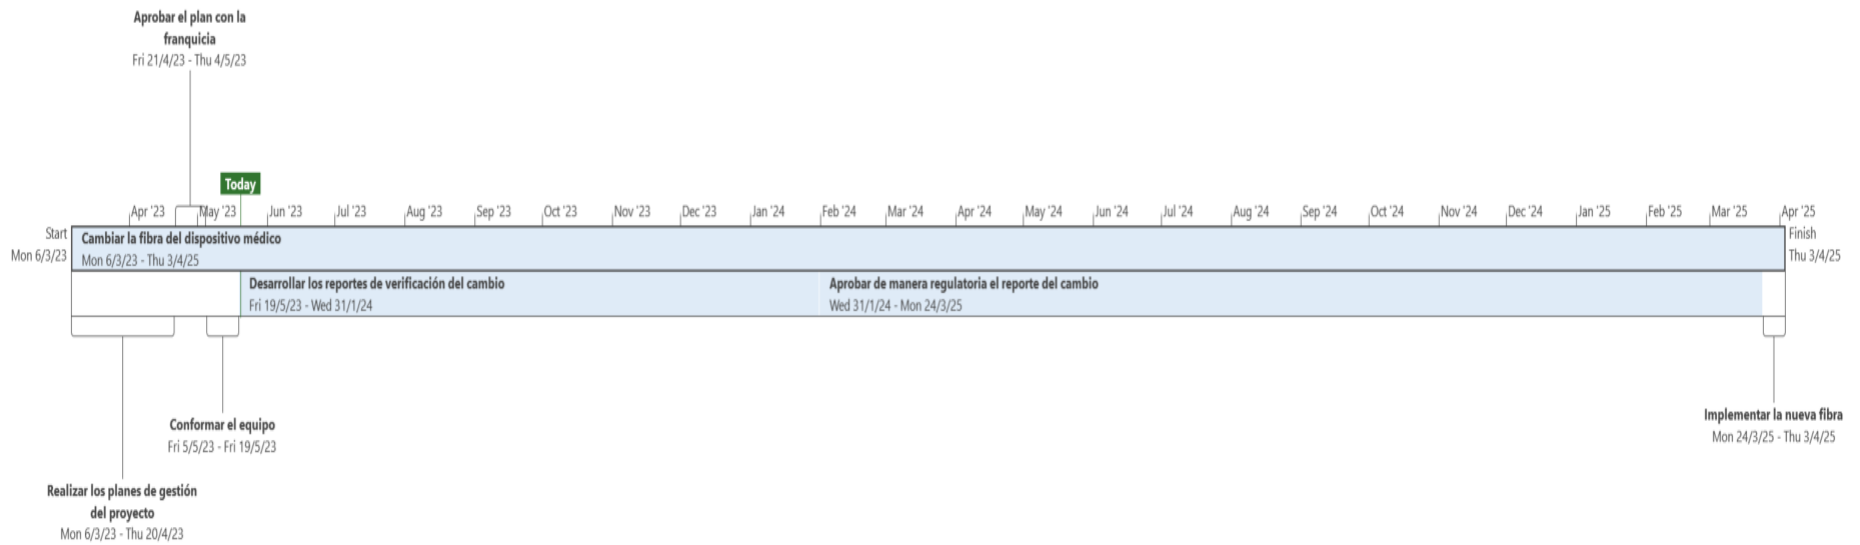 Aprobar el plan con la
franquicia
Fri 21/4/23 - Thu 4/5/23
Today
Apr '23
May '23
Jun '23
Jul '23
Aug '23
Sep '23
Oct '23
Nov '23
Dec '23
Jan '24
Feb '24
Mar '24
Apr '24
May '24
Jun '24
Jul '24
Aug '24
Sep '24
Oct '24
Nov '24
Dec '24
Jan '25
Feb '25
Mar '25
Apr '25
Start
Mon 6/3/23
Cambiar la fibra del dispositivo médico
Mon 6/3/23 - Thu 3/4/25
Finish
Thu 3/4/25
Desarrollar los reportes de verificación del cambio
Fri 19/5/23 - Wed 31/1/24
Aprobar de manera regulatoria el reporte del cambio
Wed 31/1/24 - Mon 24/3/25
Conformar el equipo
Fri 5/5/23 - Fri 19/5/23
Implementar la nueva fibra
Mon 24/3/25 - Thu 3/4/25
Realizar los planes de gestión
del proyecto
Mon 6/3/23 - Thu 20/4/23